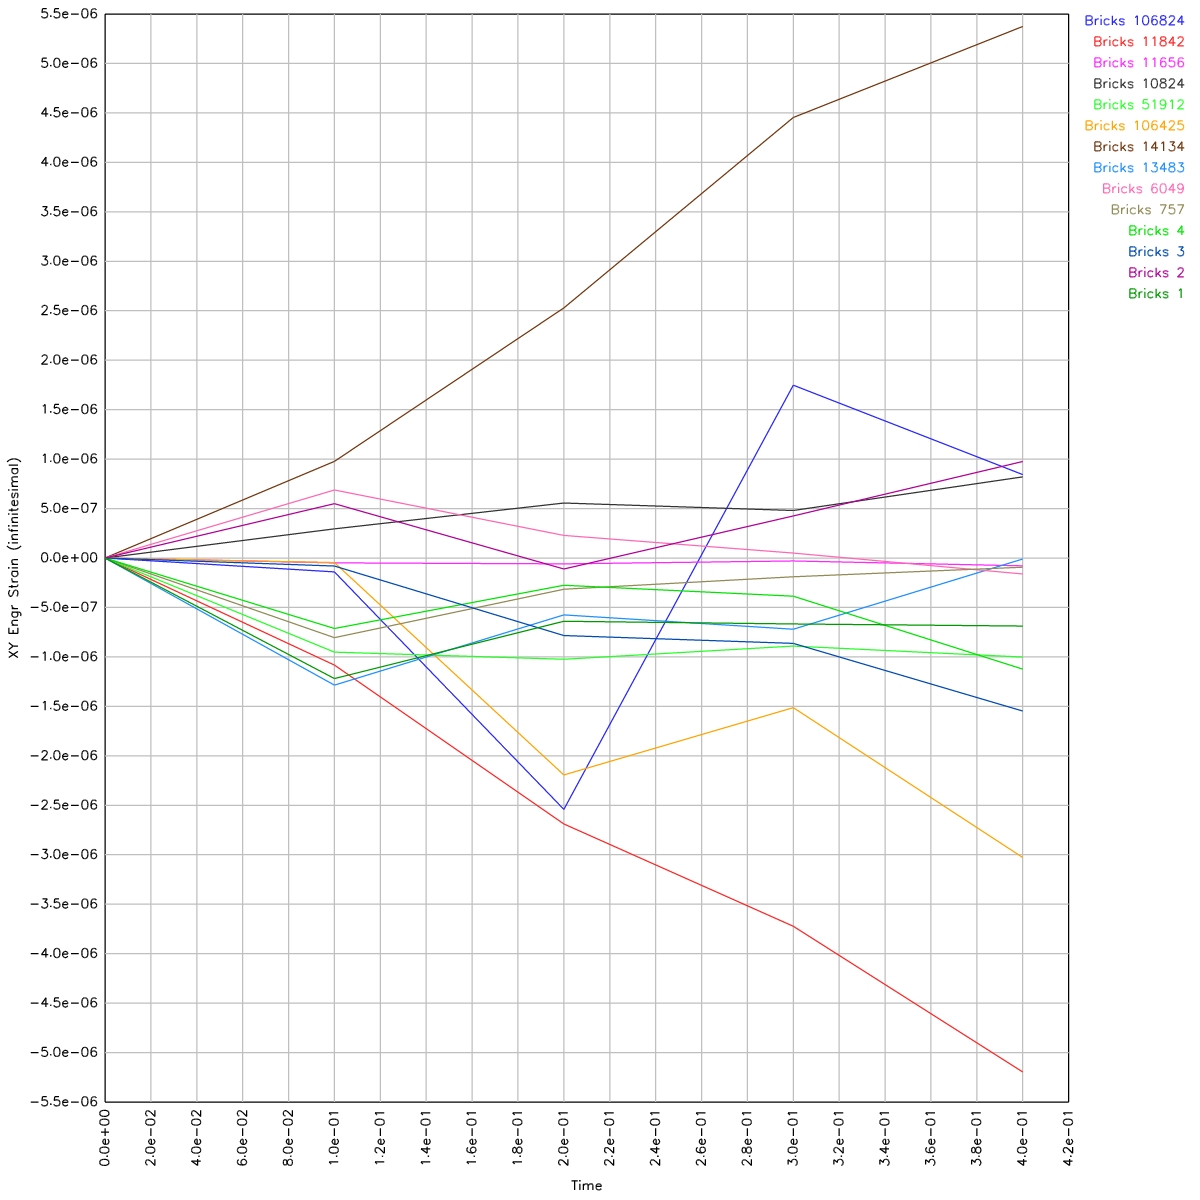 5.5e−06
5.0e−06
4.5e−06
4.0e−06
3.5e−06
3.0e−06
2.5e−06
2.0e−06
1.5e−06
1.0e−06
5.0e−07
0.0e+00
−5.0e−07
−1.0e−06
−1.5e−06
−2.0e−06
−2.5e−06
−3.0e−06
−3.5e−06
−4.0e−06
−4.5e−06
−5.0e−06
−5.5e−06
XY Engr Strain (infinitesimal)
0.0e+00
2.0e−02
4.0e−02
6.0e−02
8.0e−02
1.0e−01
1.2e−01
1.4e−01
1.6e−01
1.8e−01
2.0e−01
2.2e−01
2.4e−01
2.6e−01
2.8e−01
3.0e−01
3.2e−01
3.4e−01
3.6e−01
3.8e−01
4.0e−01
4.2e−01
Time
Bricks 106824
Bricks 11842
Bricks 11656
Bricks 10824
Bricks 51912
Bricks 106425
Bricks 14134
Bricks 13483
Bricks 6049
Bricks 757
Bricks 4
Bricks 3
Bricks 2
Bricks 1